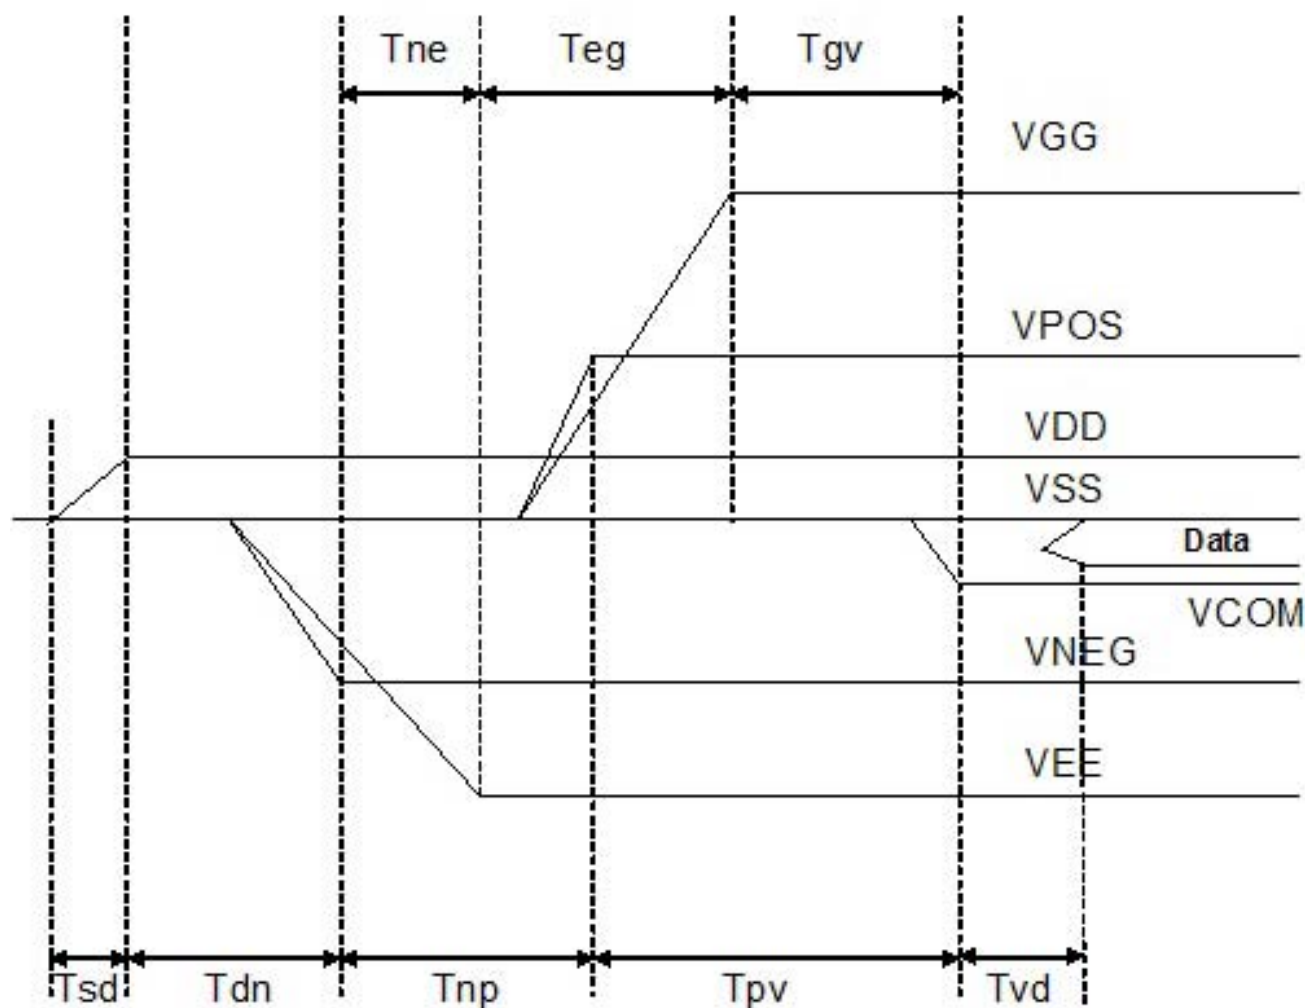 Tne Teg Tgv
VGG
VPOS
VDD
VSS
Data
VCOM
VNEG
VEE
Tsd Tdn Tnp Tpv Tvd